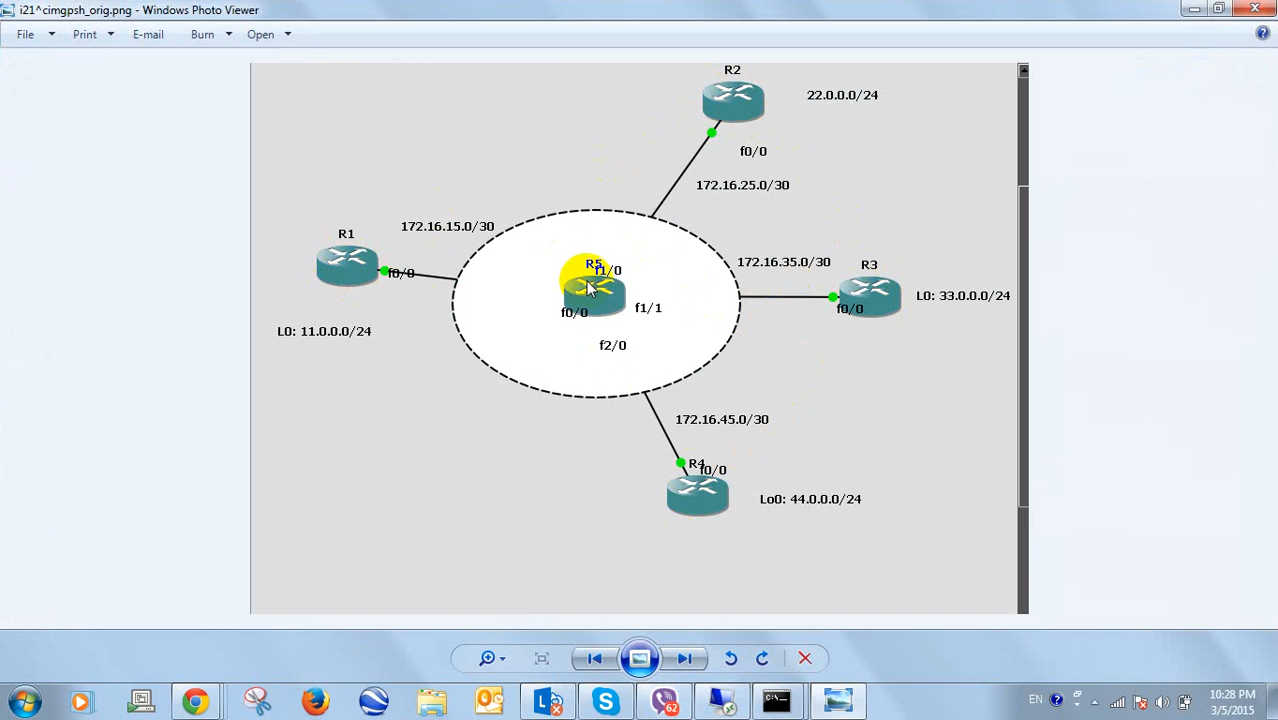 i21^cimgpsh_orig.png - Windows Photo Viewer
File Print E-mail Burn Open
R2
22.0.0.0/24
f0/0
172.16.25.0/30
172.16.15.0/30
R1
f0/0
L0: 11.0.0.0/24
R5
f1/0
f0/0
f1/1
f2/0
172.16.35.0/30
R3
f0/0
L0: 33.0.0.0/24
172.16.45.0/30
R4
f0/0
Lo0: 44.0.0.0/24
62
C:\_
EN
10:28 PM
3/5/2015